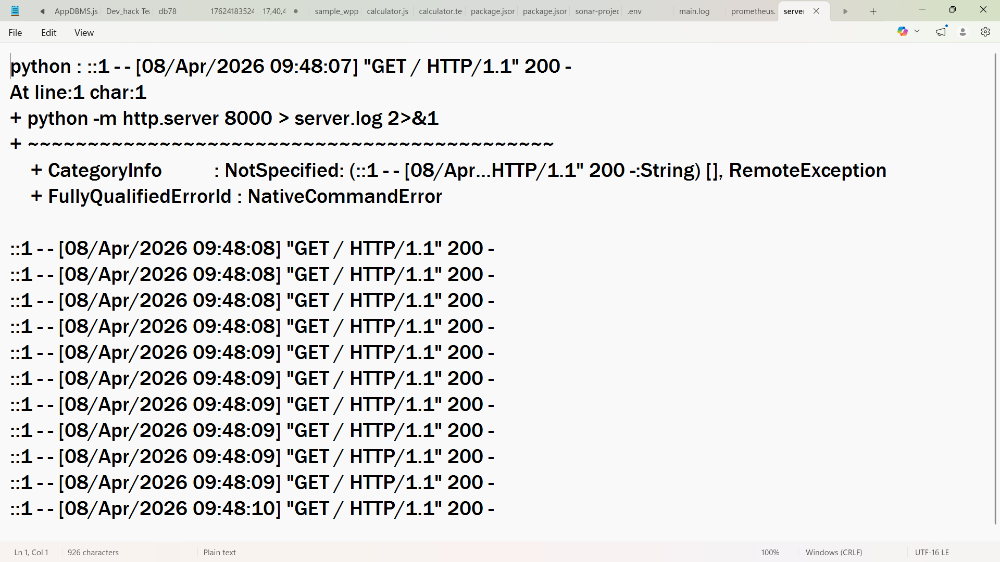 AppDBMS.js Dev_hack Tea db78 17624183524 17,40,4 sample_wpp calculator.js calculator.te package.json package.json sonar-projec .env main.log prometheus. server
File Edit View
python : ::1 - - [08/Apr/2026 09:48:07] "GET / HTTP/1.1" 200 -
At line:1 char:1
+ python -m http.server 8000 > server.log 2>&1
+ ~~~~~~~~~~~~~~~~~~~~~~~~~~~~~~~~~~~~~~~~~~~~
    + CategoryInfo          : NotSpecified: (::1 - - [08/Apr...HTTP/1.1" 200 -:String) [], RemoteException
    + FullyQualifiedErrorId : NativeCommandError

::1 - - [08/Apr/2026 09:48:08] "GET / HTTP/1.1" 200 -
::1 - - [08/Apr/2026 09:48:08] "GET / HTTP/1.1" 200 -
::1 - - [08/Apr/2026 09:48:08] "GET / HTTP/1.1" 200 -
::1 - - [08/Apr/2026 09:48:08] "GET / HTTP/1.1" 200 -
::1 - - [08/Apr/2026 09:48:09] "GET / HTTP/1.1" 200 -
::1 - - [08/Apr/2026 09:48:09] "GET / HTTP/1.1" 200 -
::1 - - [08/Apr/2026 09:48:09] "GET / HTTP/1.1" 200 -
::1 - - [08/Apr/2026 09:48:09] "GET / HTTP/1.1" 200 -
::1 - - [08/Apr/2026 09:48:09] "GET / HTTP/1.1" 200 -
::1 - - [08/Apr/2026 09:48:09] "GET / HTTP/1.1" 200 -
::1 - - [08/Apr/2026 09:48:10] "GET / HTTP/1.1" 200 -
Ln 1, Col 1 926 characters Plain text 100% Windows (CRLF) UTF-16 LE